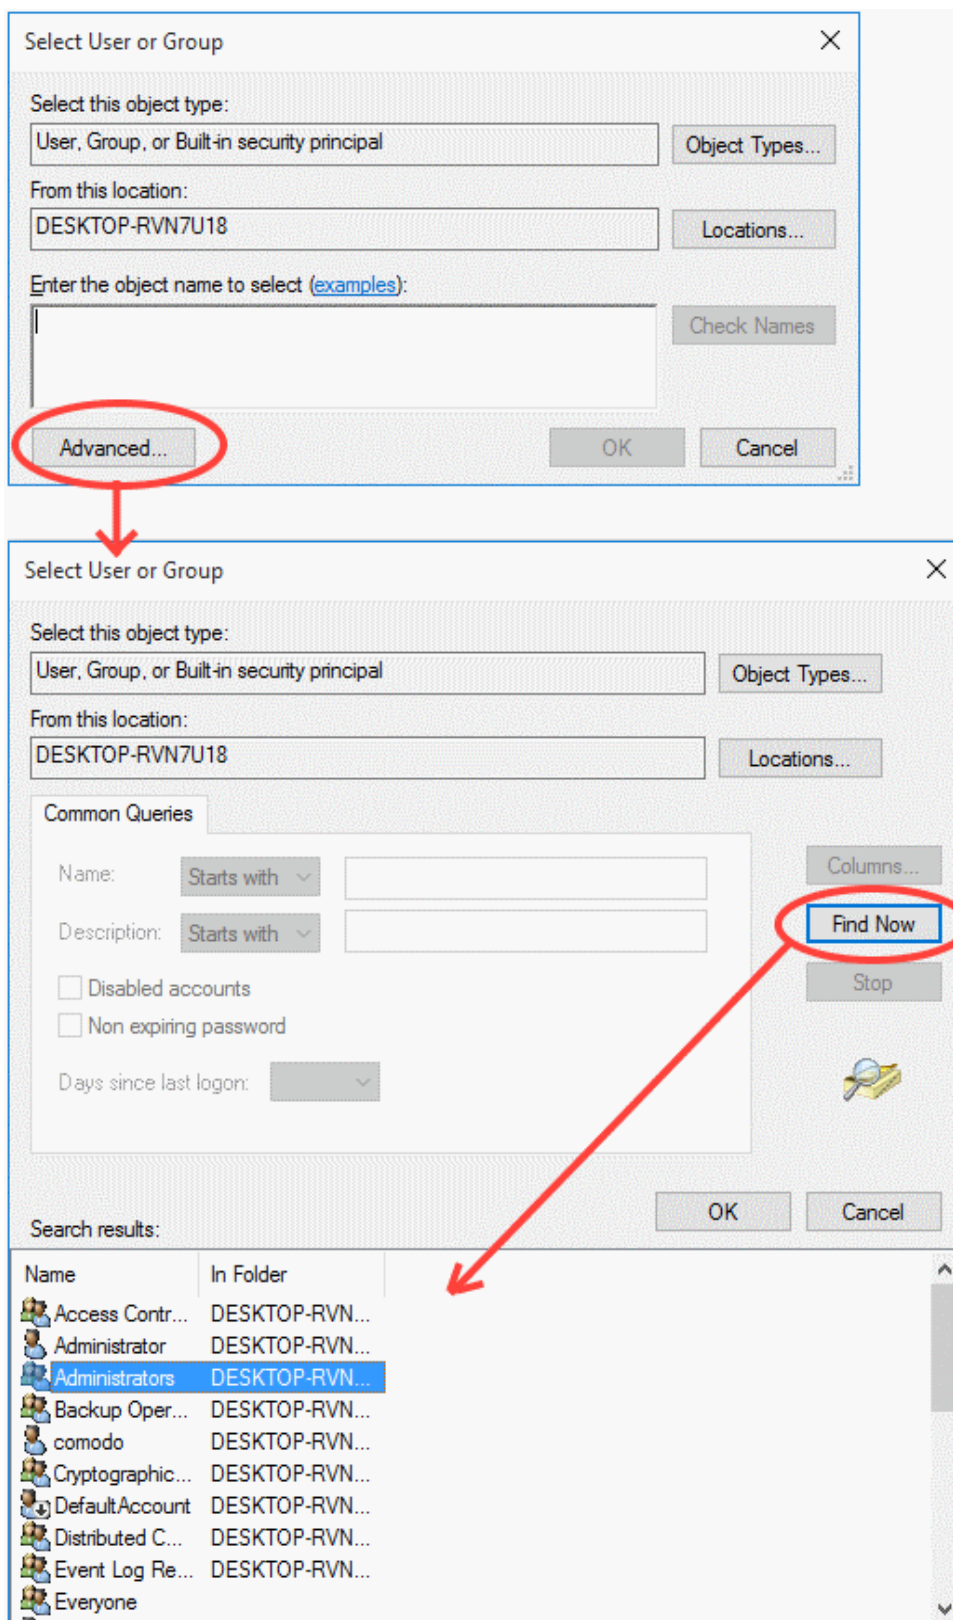 Select User or Group
Select this object type:
User, Group, or Built-in security principal
Object Types...
From this location:
DESKTOP-RVN7U18
Locations...
Enter the object name to select (examples):
Check Names
Advanced...
OK
Cancel
Select User or Group
Select this object type:
User, Group, or Built-in security principal
Object Types...
From this location:
DESKTOP-RVN7U18
Locations...
Common Queries
Name:
Starts with
Columns...
Find Now
Description:
Starts with
Stop
Disabled accounts
Non expiring password
Days since last logon:
OK
Cancel
Search results:
Name In Folder
Access Contr... DESKTOP-RVN...
Administrator DESKTOP-RVN...
Administrators DESKTOP-RVN...
Backup Oper... DESKTOP-RVN...
comodo DESKTOP-RVN...
Cryptographic... DESKTOP-RVN...
DefaultAccount DESKTOP-RVN...
Distributed C... DESKTOP-RVN...
Event Log Re... DESKTOP-RVN...
Everyone